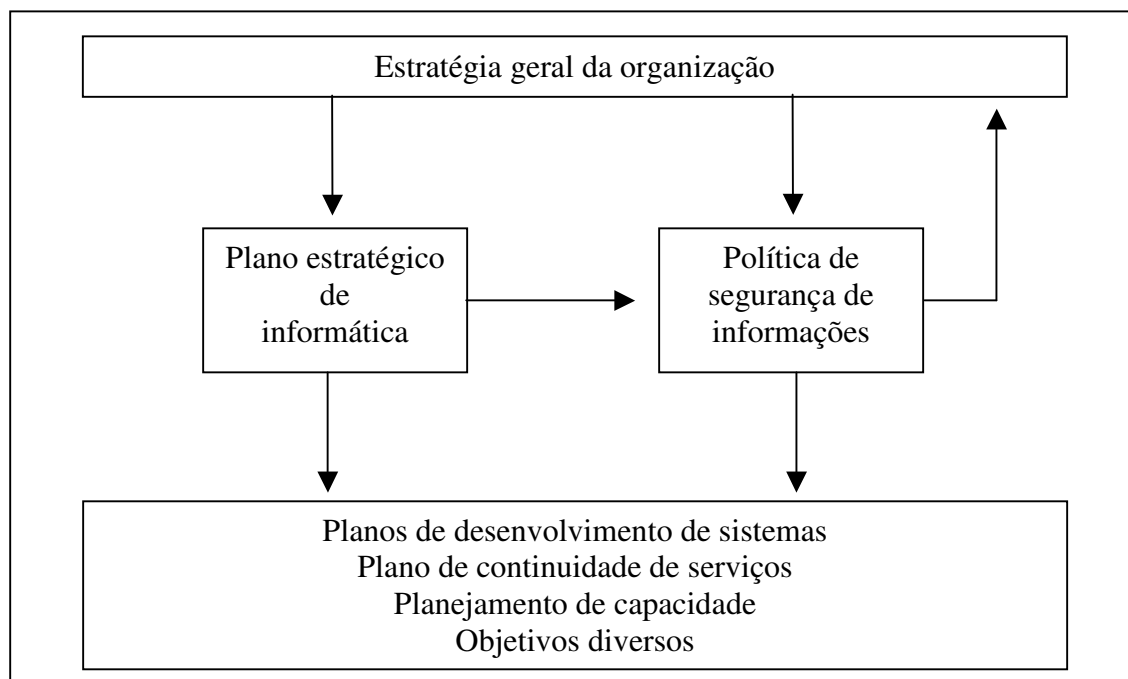 Estratégia geral da organização
Plano estratégico
de
informática
Política de
segurança de
informações
Planos de desenvolvimento de sistemas
Plano de continuidade de serviços
Planejamento de capacidade
Objetivos diversos